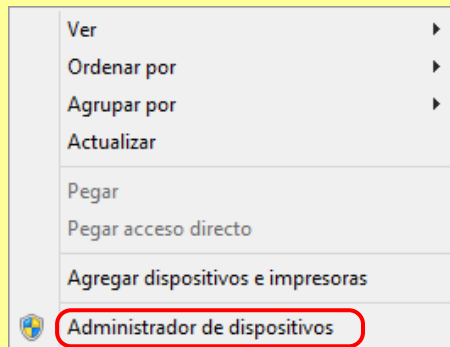 Ver
Ordenar por
Agrupar por
Actualizar
Pegar
Pegar acceso directo
Agregar dispositivos e impresoras
Administrador de dispositivos